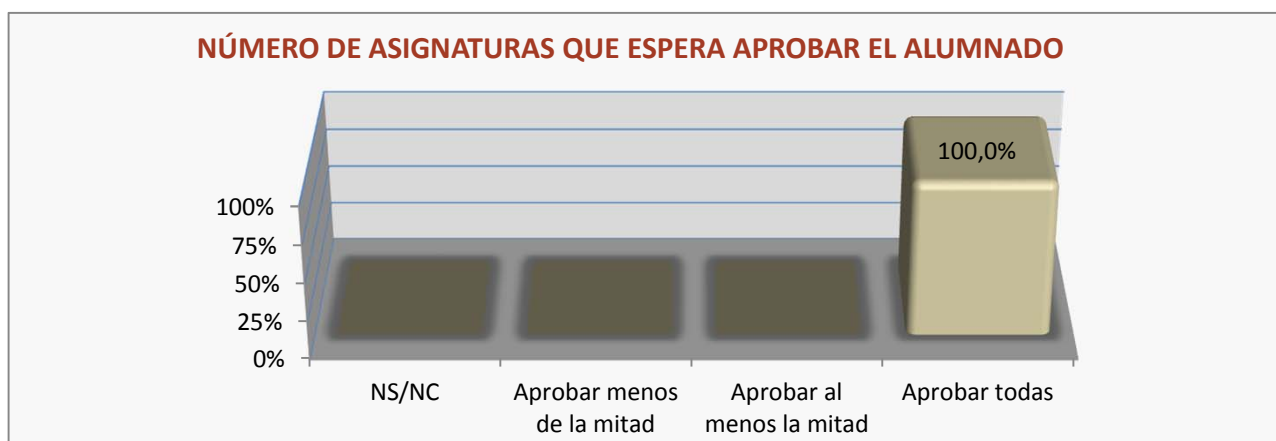 NÚMERO DE ASIGNATURAS QUE ESPERA APROBAR EL ALUMNADO
100,0%
100%
75%
50%
25%
0%
NS/NC
Aprobar menos
de la mitad
Aprobar al
menos la mitad
Aprobar todas